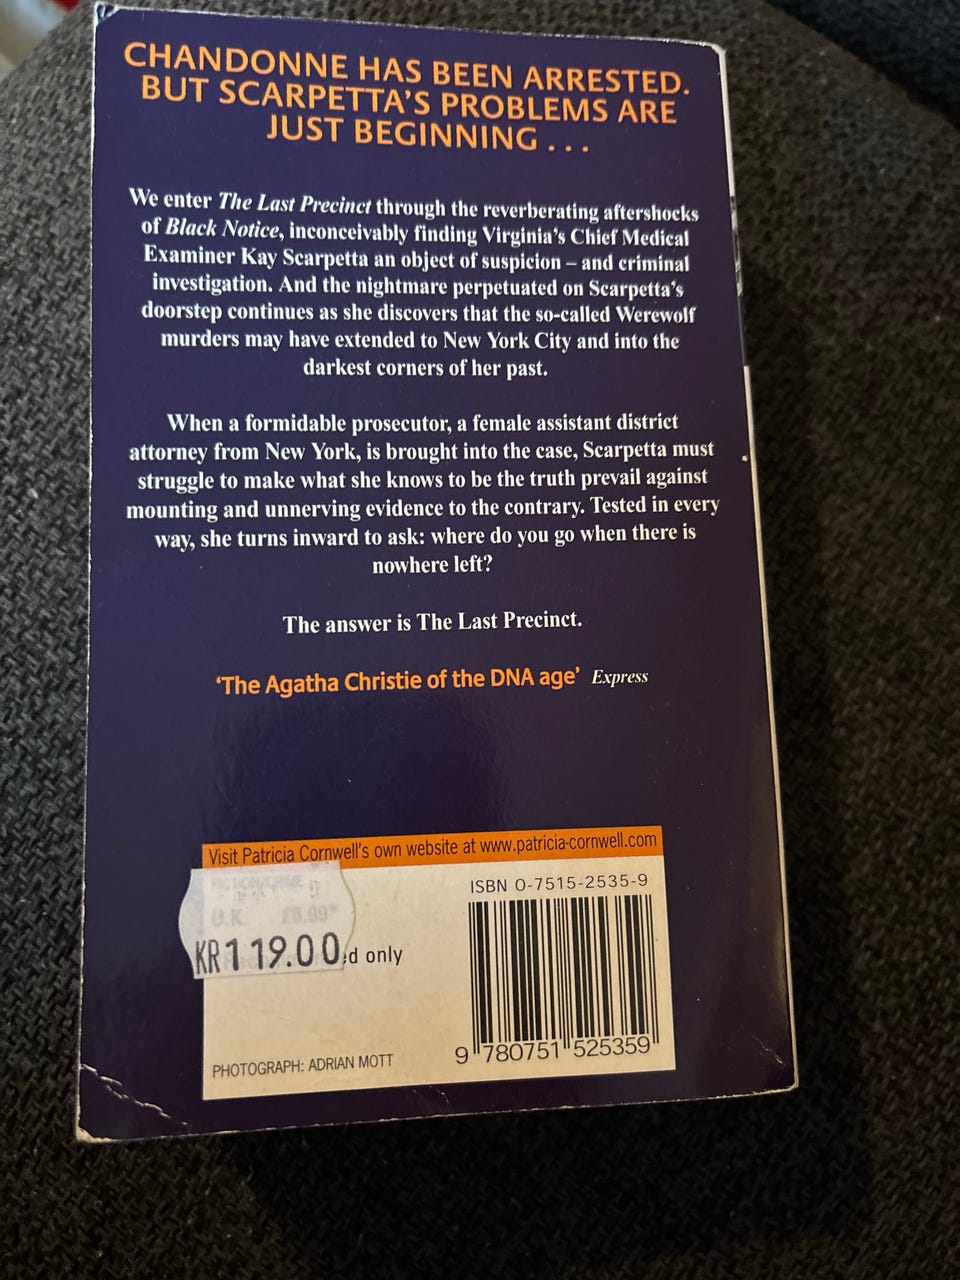 CHANDONNE HAS BEEN ARRESTED.
BUT SCARPETTA'S PROBLEMS ARE
JUST BEGINNING . . .
We enter The Last Precinct through the reverberating aftershocks
of Black Notice, inconceivably finding Virginia's Chief Medical
Examiner Kay Scarpetta an object of suspicion – and criminal
investigation. And the nightmare perpetuated on Scarpetta's
doorstep continues as she discovers that the so-called Werewolf
murders may have extended to New York City and into the
darkest corners of her past.
When a formidable prosecutor, a female assistant district
attorney from New York, is brought into the case, Scarpetta must
struggle to make what she knows to be the truth prevail against
mounting and unnerving evidence to the contrary. Tested in every
way, she turns inward to ask: where do you go when there is
nowhere left?
The answer is The Last Precinct.
'The Agatha Christie of the DNA age' Express
Visit Patricia Cornwell's own website at www.patricia-cornwell.com
ISBN 0-7515-2535-9
U.K. £6.99*
KR119.00
only
9 780751 525359
PHOTOGRAPH: ADRIAN MOTT